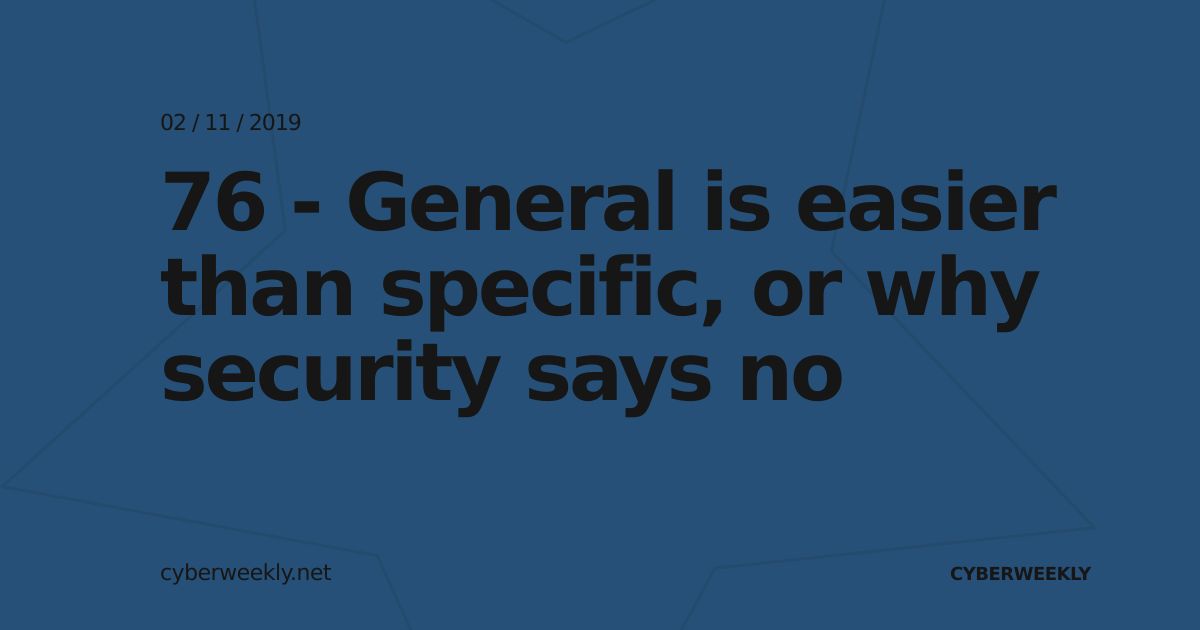 02 / 11 / 2019
76 - General is easier
than specific, or why
security says no
cyberweekly.net
CYBERWEEKLY